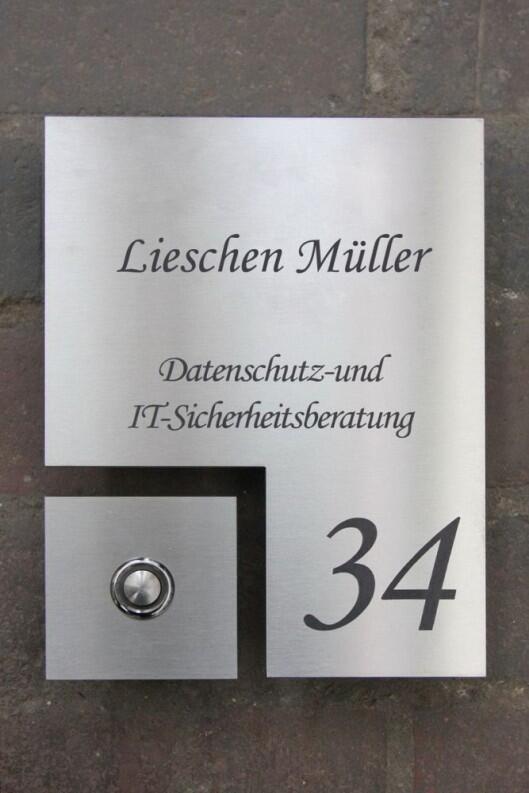 Lieschen Müller
Datenschutz-und
IT-Sicherheitsberatung
34